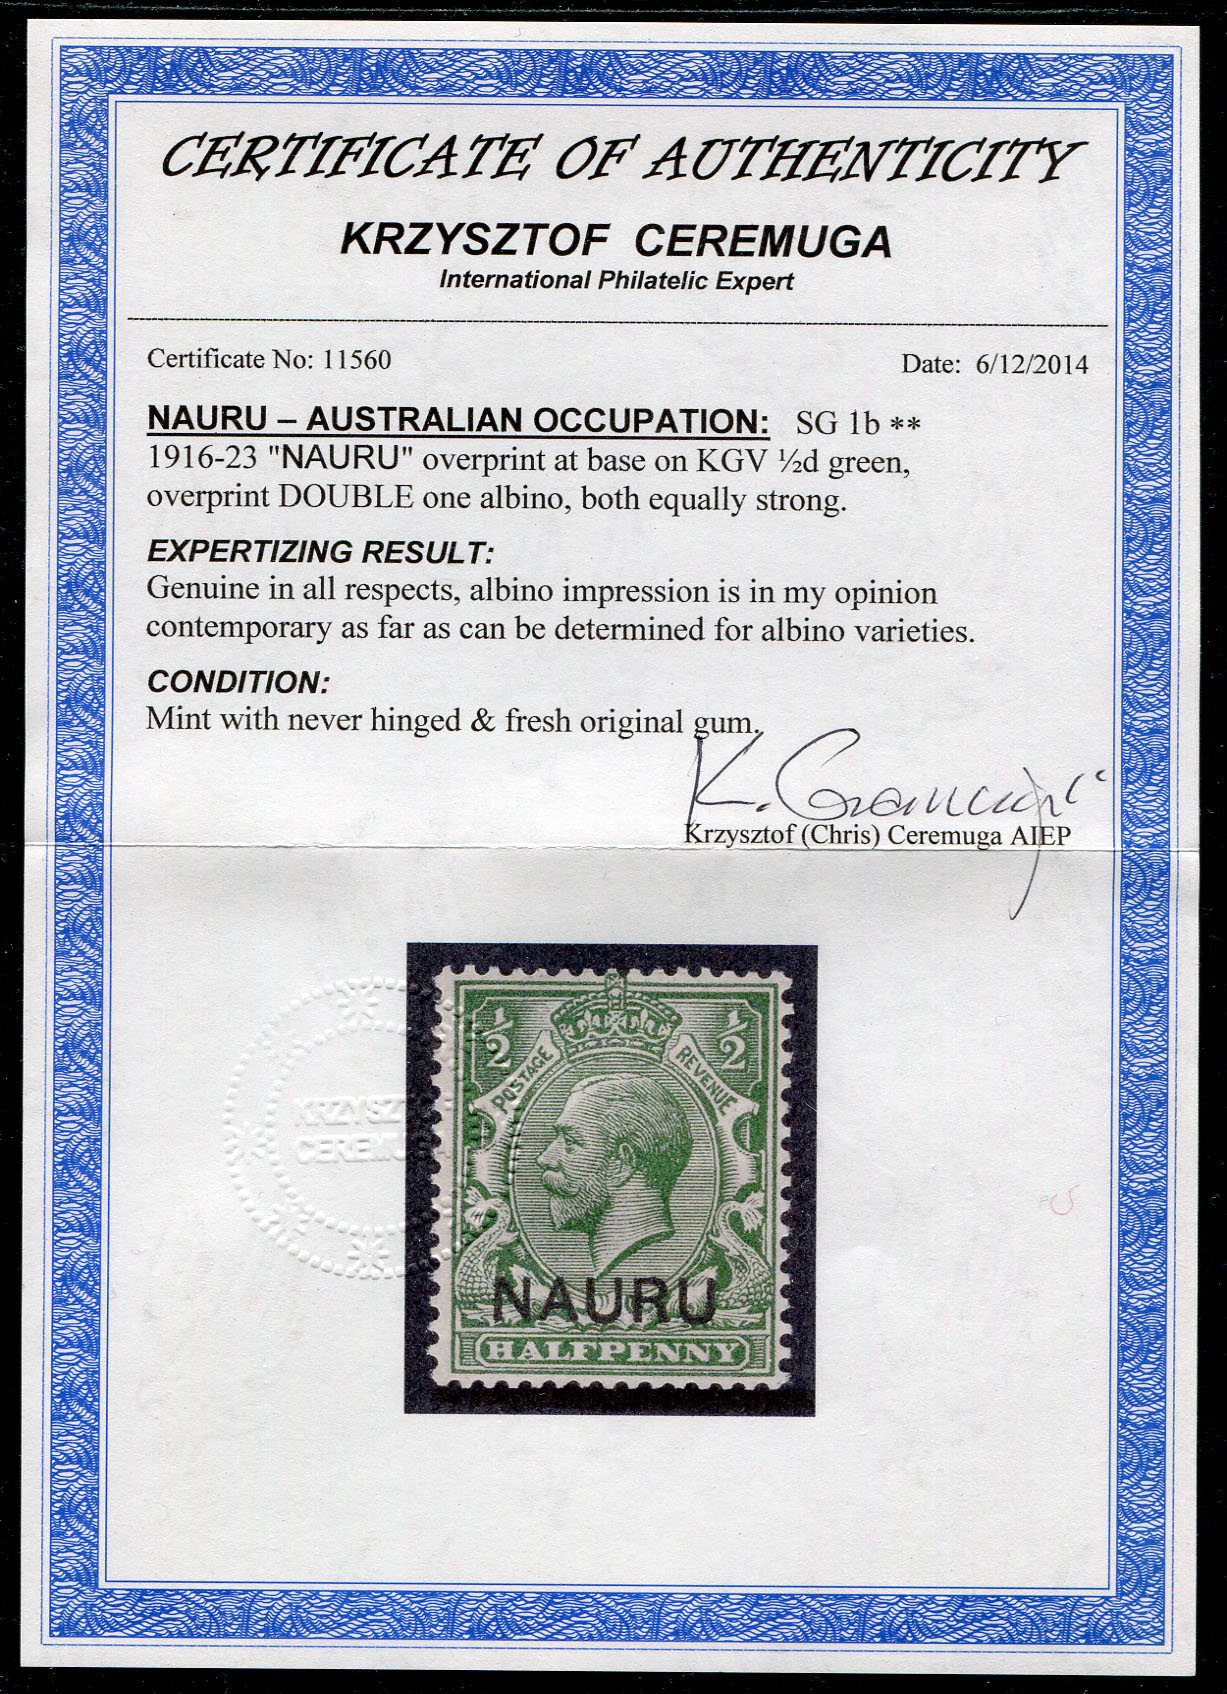 CERTIFICATE OF AUTHENTICITY
KRZYSZTOF CEREMUGA
International Philatelic Expert
Certificate No: 11560
Date: 6/12/2014
NAURU – AUSTRALIAN OCCUPATION: SG 1b **
1916-23 "NAURU" overprint at base on KGV ½d green,
overprint DOUBLE one albino, both equally strong.
EXPERTIZING RESULT:
Genuine in all respects, albino impression is in my opinion
contemporary as far as can be determined for albino varieties.
CONDITION:
Mint with never hinged & fresh original gum.
K. Ceremuga
Krzysztof (Chris) Ceremuga AIEP
½ ½
POSTAGE REVENUE
KRZYSZ
CEREMUGA
NAURU
HALFPENNY